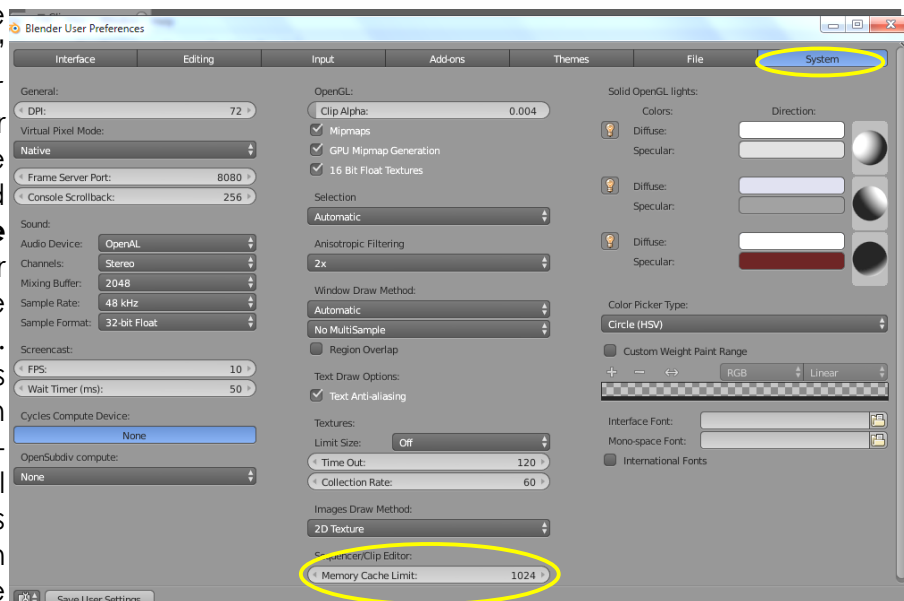 Blender User Preferences
Interface Editing Input Add-ons Themes File System
General:
DPI: 72
Virtual Pixel Mode:
Native
Frame Server Port: 8080
Console Scrollback: 256
Sound:
Audio Device: OpenAL
Channels: Stereo
Mixing Buffer: 2048
Sample Rate: 48 kHz
Sample Format: 32-bit Float
Screencast:
FPS: 10
Wait Timer (ms): 50
Cycles Compute Device:
None
OpenSubdiv compute:
None
OpenGL:
Clip Alpha: 0.004
Mipmaps
GPU Mipmap Generation
16 Bit Float Textures
Selection
Automatic
Anisotropic Filtering
2x
Window Draw Method:
Automatic
No MultiSample
Region Overlap
Text Draw Options:
Text Anti-aliasing
Textures:
Limit Size: Off
Time Out: 120
Collection Rate: 60
Images Draw Method:
2D Texture
Sequencer/Clip Editor:
Memory Cache Limit: 1024
Solid OpenGL lights:
Colors: Direction:
Diffuse:
Specular:
Diffuse:
Specular:
Diffuse:
Specular:
Color Picker Type:
Circle (HSV)
Custom Weight Paint Range
RGB Linear
Interface Font:
Mono-space Font:
International Fonts
Save User Settings